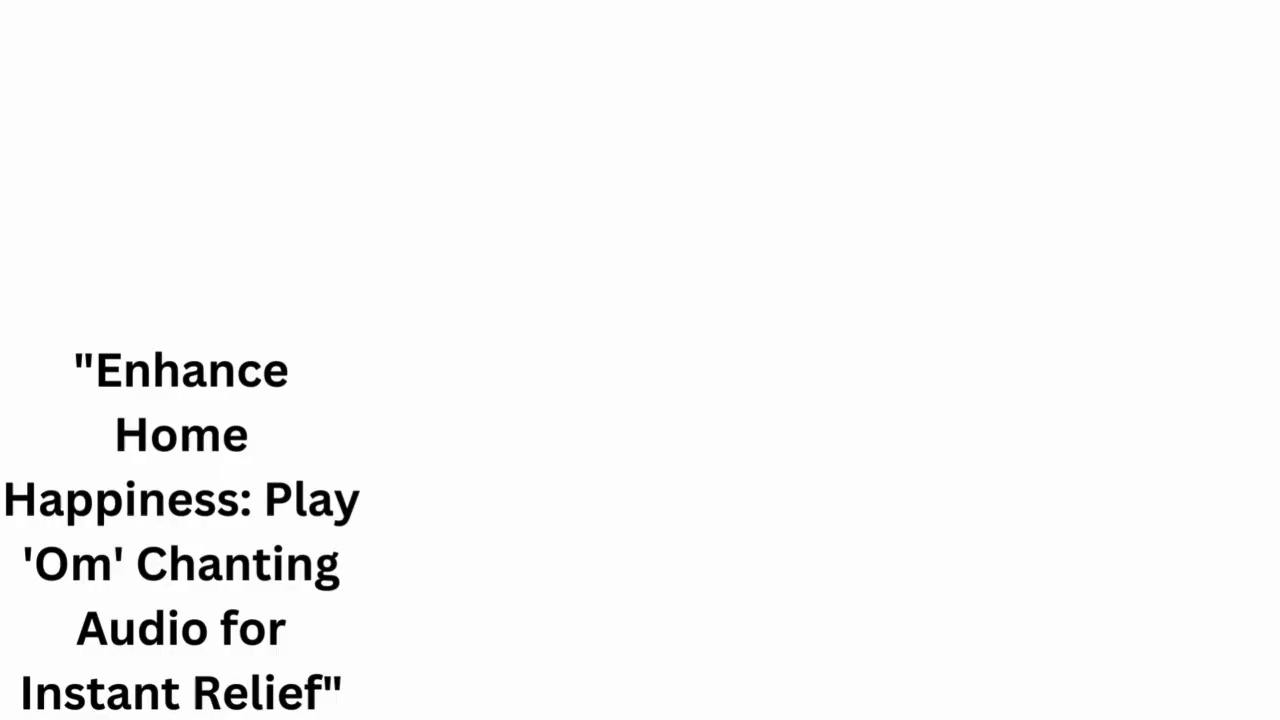 "Enhance
Home
Happiness: Play
'Om' Chanting
Audio for
Instant Relief"